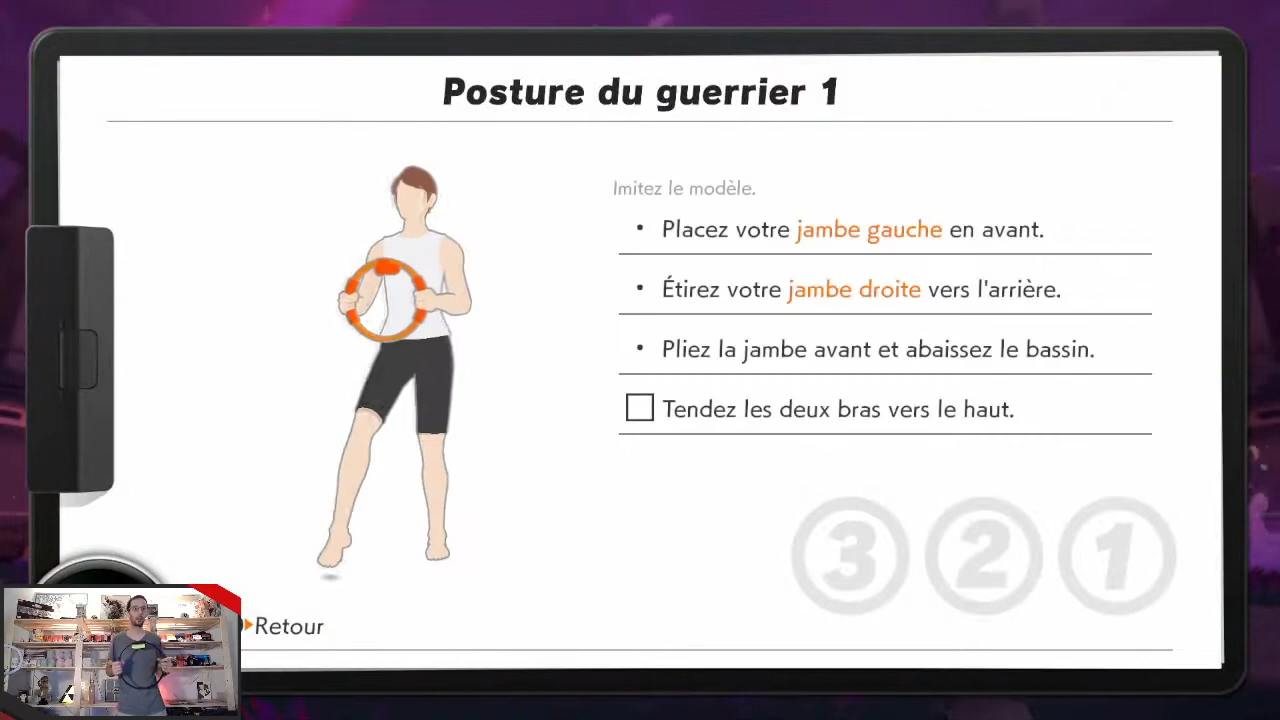 Posture du guerrier 1
Imitez le modèle.
• Placez votre jambe gauche en avant.
• Étirez votre jambe droite vers l'arrière.
• Pliez la jambe avant et abaissez le bassin.
Tendez les deux bras vers le haut.
3 2 1
Retour